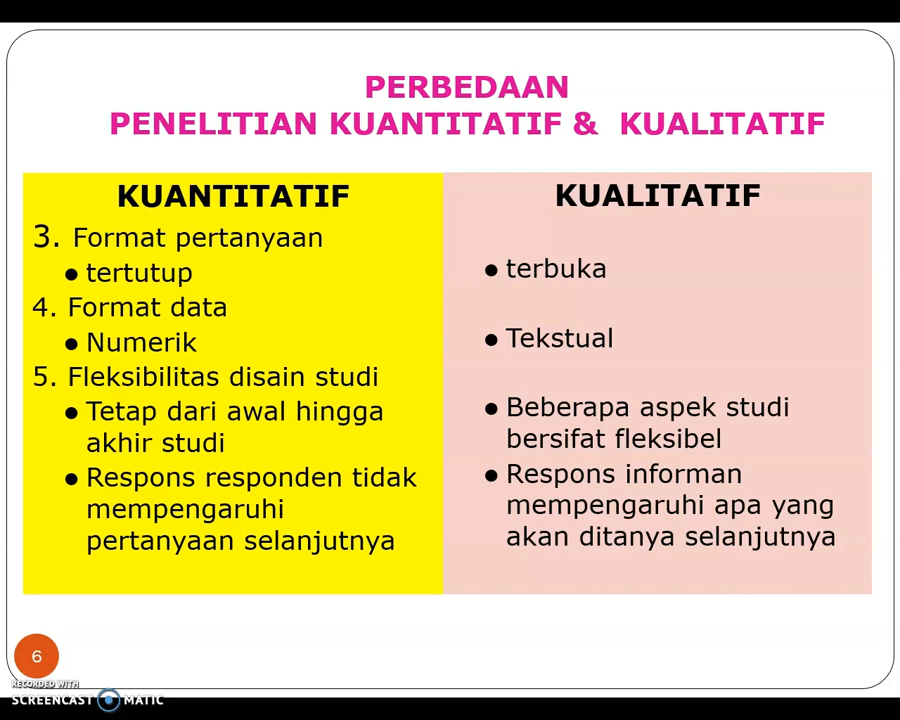 PERBEDAAN
PENELITIAN KUANTITATIF & KUALITATIF
KUANTITATIF
3. Format pertanyaan
● tertutup
4. Format data
● Numerik
5. Fleksibilitas disain studi
● Tetap dari awal hingga
akhir studi
● Respons responden tidak
mempengaruhi
pertanyaan selanjutnya
KUALITATIF
● terbuka
● Tekstual
● Beberapa aspek studi
bersifat fleksibel
● Respons informan
mempengaruhi apa yang
akan ditanya selanjutnya
6
RECORDED WITH
SCREENCAST MATIC